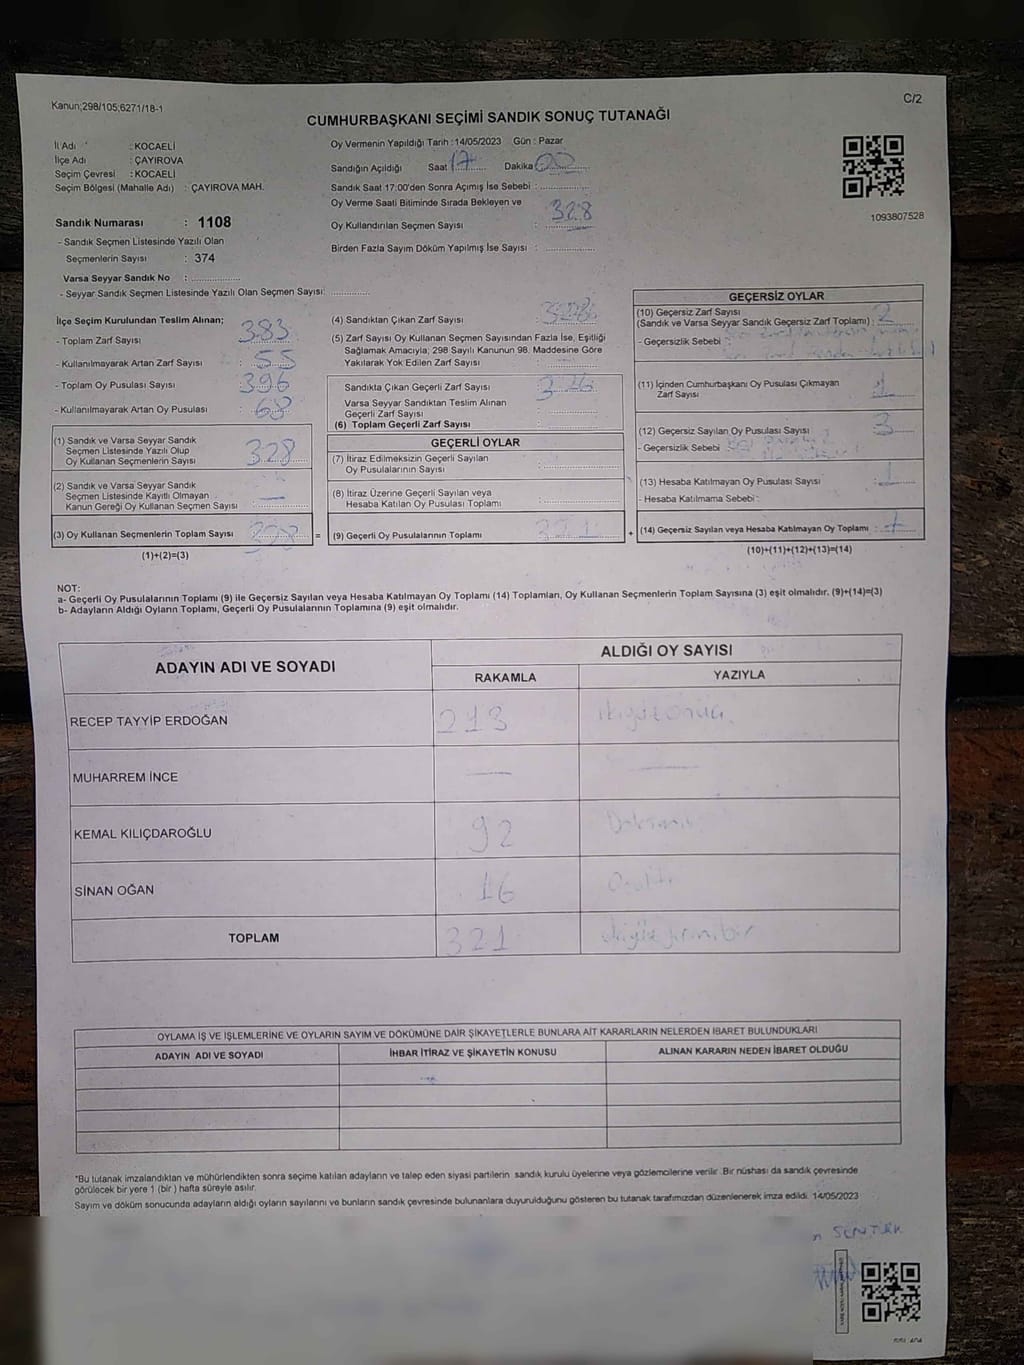 Kanun;298/105;6271/18-1
C/2
CUMHURBAŞKANI SEÇİMİ SANDIK SONUÇ TUTANAĞI
İl Adı : KOCAELİ
İlçe Adı : ÇAYIROVA
Seçim Çevresi : KOCAELİ
Seçim Bölgesi (Mahalle Adı) : ÇAYIROVA MAH.
Sandık Numarası : 1108
- Sandık Seçmen Listesinde Yazılı Olan
Seçmenlerin Sayısı : 374
Varsa Seyyar Sandık No : ....................
- Seyyar Sandık Seçmen Listesinde Yazılı Olan Seçmen Sayısı: ................
Oy Vermenin Yapıldığı Tarih :14/05/2023 Gün : Pazar
Sandığın Açıldığı Saat 17 Dakika 00
Sandık Saat 17:00'den Sonra Açımış İse Sebebi : ....................
Oy Verme Saati Bitiminde Sırada Bekleyen ve
Oy Kullandırılan Seçmen Sayısı : 328
Birden Fazla Sayım Döküm Yapılmış İse Sayısı : ....................
1093807528
İlçe Seçim Kurulundan Teslim Alınan;
- Toplam Zarf Sayısı : 383
- Kullanılmayarak Artan Zarf Sayısı : 55
- Toplam Oy Pusulası Sayısı : 396
- Kullanılmayarak Artan Oy Pusulası : 68
(1) Sandık ve Varsa Seyyar Sandık
Seçmen Listesinde Yazılı Olup
Oy Kullanan Seçmenlerin Sayısı : 328
(2) Sandık ve Varsa Seyyar Sandık
Seçmen Listesinde Kayıtlı Olmayan
Kanun Gereği Oy Kullanan Seçmen Sayısı : —
(3) Oy Kullanan Seçmenlerin Toplam Sayısı : 328
(1)+(2)=(3)
(4) Sandıktan Çıkan Zarf Sayısı : 328
(5) Zarf Sayısı Oy Kullanan Seçmen Sayısından Fazla İse, Eşitliği
Sağlamak Amacıyla; 298 Sayılı Kanunun 98. Maddesine Göre
Yakılarak Yok Edilen Zarf Sayısı :
Sandıkta Çıkan Geçerli Zarf Sayısı : 326
Varsa Seyyar Sandıktan Teslim Alınan
Geçerli Zarf Sayısı :
(6) Toplam Geçerli Zarf Sayısı :
GEÇERLİ OYLAR
(7) İtiraz Edilmeksizin Geçerli Sayılan
Oy Pusulalarının Sayısı :
(8) İtiraz Üzerine Geçerli Sayılan veya
Hesaba Katılan Oy Pusulası Toplamı :
= (9) Geçerli Oy Pusulalarının Toplamı : 321
GEÇERSİZ OYLAR
(10) Geçersiz Zarf Sayısı
(Sandık ve Varsa Seyyar Sandık Geçersiz Zarf Toplamı) : 2
- Geçersizlik Sebebi :
(11) İçinden Cumhurbaşkanı Oy Pusulası Çıkmayan
Zarf Sayısı : 1
(12) Geçersiz Sayılan Oy Pusulası Sayısı : 3
- Geçersizlik Sebebi :
(13) Hesaba Katılmayan Oy Pusulası Sayısı : 1
- Hesaba Katılmama Sebebi :
+ (14) Geçersiz Sayılan veya Hesaba Katılmayan Oy Toplamı : 7
(10)+(11)+(12)+(13)=(14)
NOT:
a- Geçerli Oy Pusulalarının Toplamı (9) ile Geçersiz Sayılan veya Hesaba Katılmayan Oy Toplamı (14) Toplamları, Oy Kullanan Seçmenlerin Toplam Sayısına (3) eşit olmalıdır. (9)+(14)=(3)
b- Adayların Aldığı Oyların Toplamı, Geçerli Oy Pusulalarının Toplamına (9) eşit olmalıdır.
ADAYIN ADI VE SOYADI
ALDIĞI OY SAYISI
RAKAMLA YAZIYLA
RECEP TAYYİP ERDOĞAN 213
MUHARREM İNCE — —
KEMAL KILIÇDAROĞLU 92
SİNAN OĞAN 16
TOPLAM 321
OYLAMA İŞ VE İŞLEMLERİNE VE OYLARIN SAYIM VE DÖKÜMÜNE DAİR ŞİKAYETLERLE BUNLARA AİT KARARLARIN NELERDEN İBARET BULUNDUKLARI
ADAYIN ADI VE SOYADI İHBAR İTİRAZ VE ŞİKAYETİN KONUSU ALINAN KARARIN NEDEN İBARET OLDUĞU
*Bu tutanak imzalandıktan ve mühürlendikten sonra seçime katılan adayların ve talep eden siyasi partilerin sandık kurulu üyelerine veya gözlemcilerine verilir. Bir nüshası da sandık çevresinde
görülecek bir yere 1 (bir ) hafta süreyle asılır.
Sayım ve döküm sonucunda adayların aldığı oyların sayılarını ve bunların sandık çevresinde bulunanlara duyurulduğunu gösteren bu tutanak tarafımızdan düzenlenerek imza edildi. 14/05/2023
n ŞENTÜRK